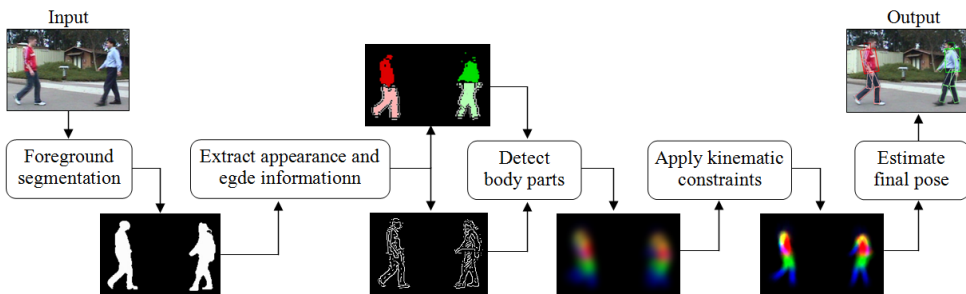 Input
Output
Foreground
segmentation
Extract appearance and
egde informationn
Detect
body parts
Apply kinematic
constraints
Estimate
final pose